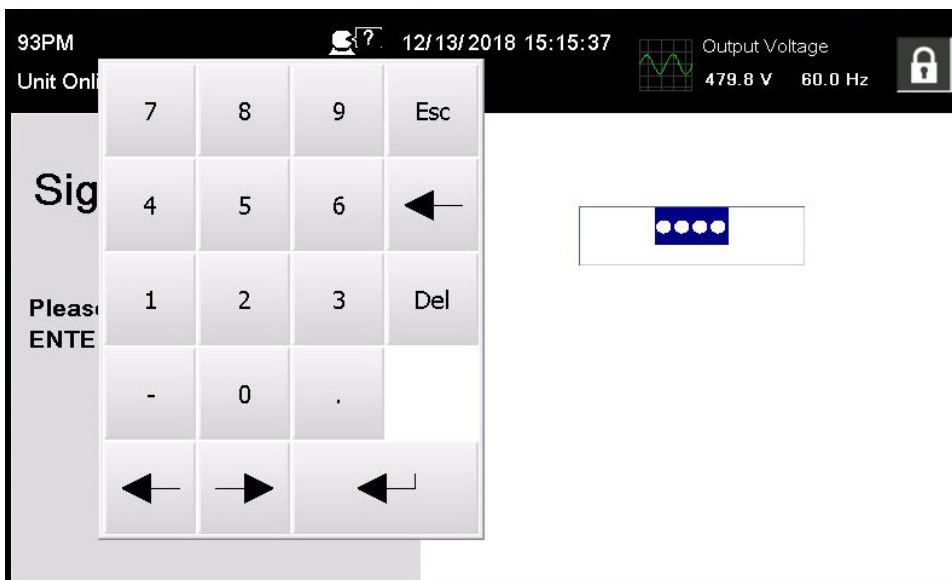 93PM
? 12/13/2018 15:15:37
Output Voltage
479.8 V 60.0 Hz
Unit Onli
7 8 9 Esc
Sig
4 5 6
Pleas
ENTE
1 2 3 Del
- 0 .